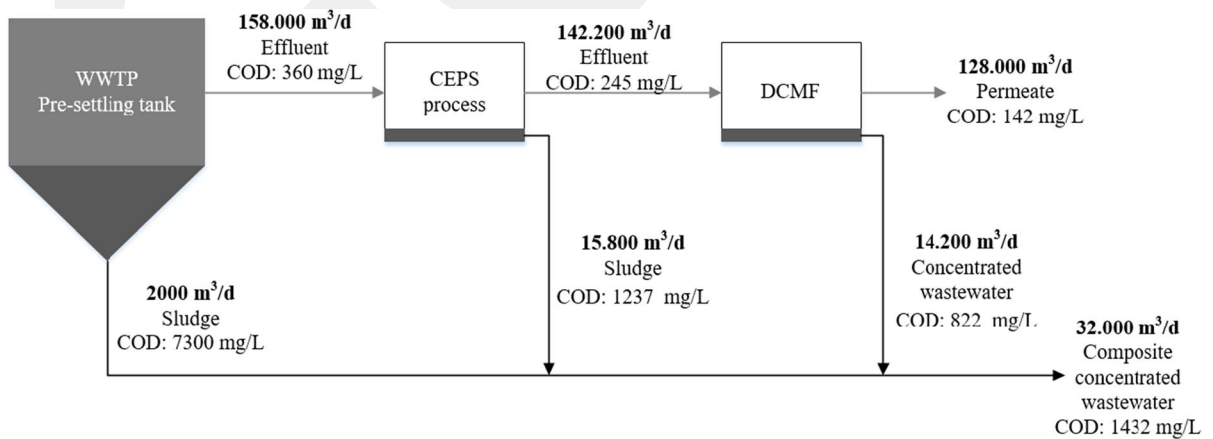 WWTP
Pre-settling tank
158.000 m³/d
Effluent
COD: 360 mg/L
CEPS
process
142.200 m³/d
Effluent
COD: 245 mg/L
DCMF
128.000 m³/d
Permeate
COD: 142 mg/L
2000 m³/d
Sludge
COD: 7300 mg/L
15.800 m³/d
Sludge
COD: 1237 mg/L
14.200 m³/d
Concentrated
wastewater
COD: 822 mg/L
32.000 m³/d
Composite
concentrated
wastewater
COD: 1432 mg/L